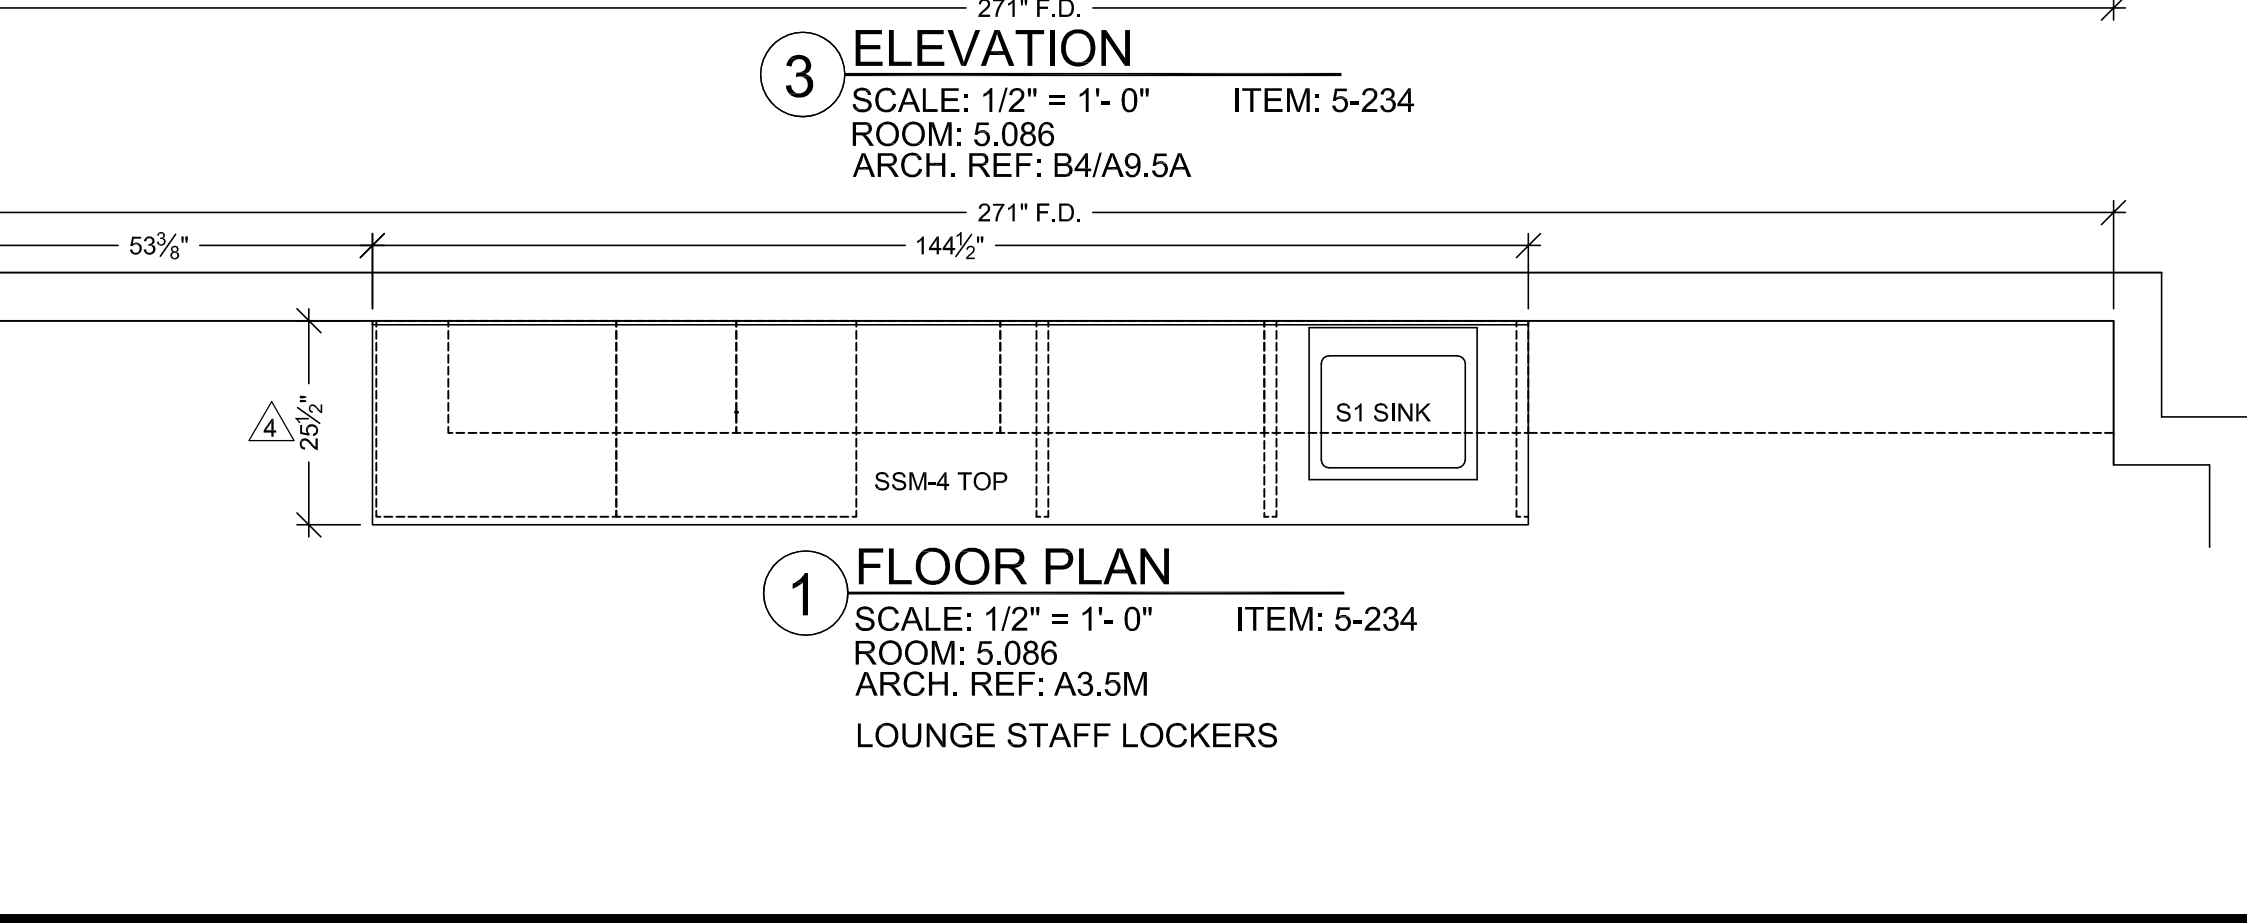 271" F.D.
3
ELEVATION
SCALE: 1/2" = 1'- 0" ITEM: 5-234
ROOM: 5.086
ARCH. REF: B4/A9.5A
271" F.D.
53⅜" 144½"
4
25½"
S1 SINK
SSM-4 TOP
1
FLOOR PLAN
SCALE: 1/2" = 1'- 0" ITEM: 5-234
ROOM: 5.086
ARCH. REF: A3.5M
LOUNGE STAFF LOCKERS